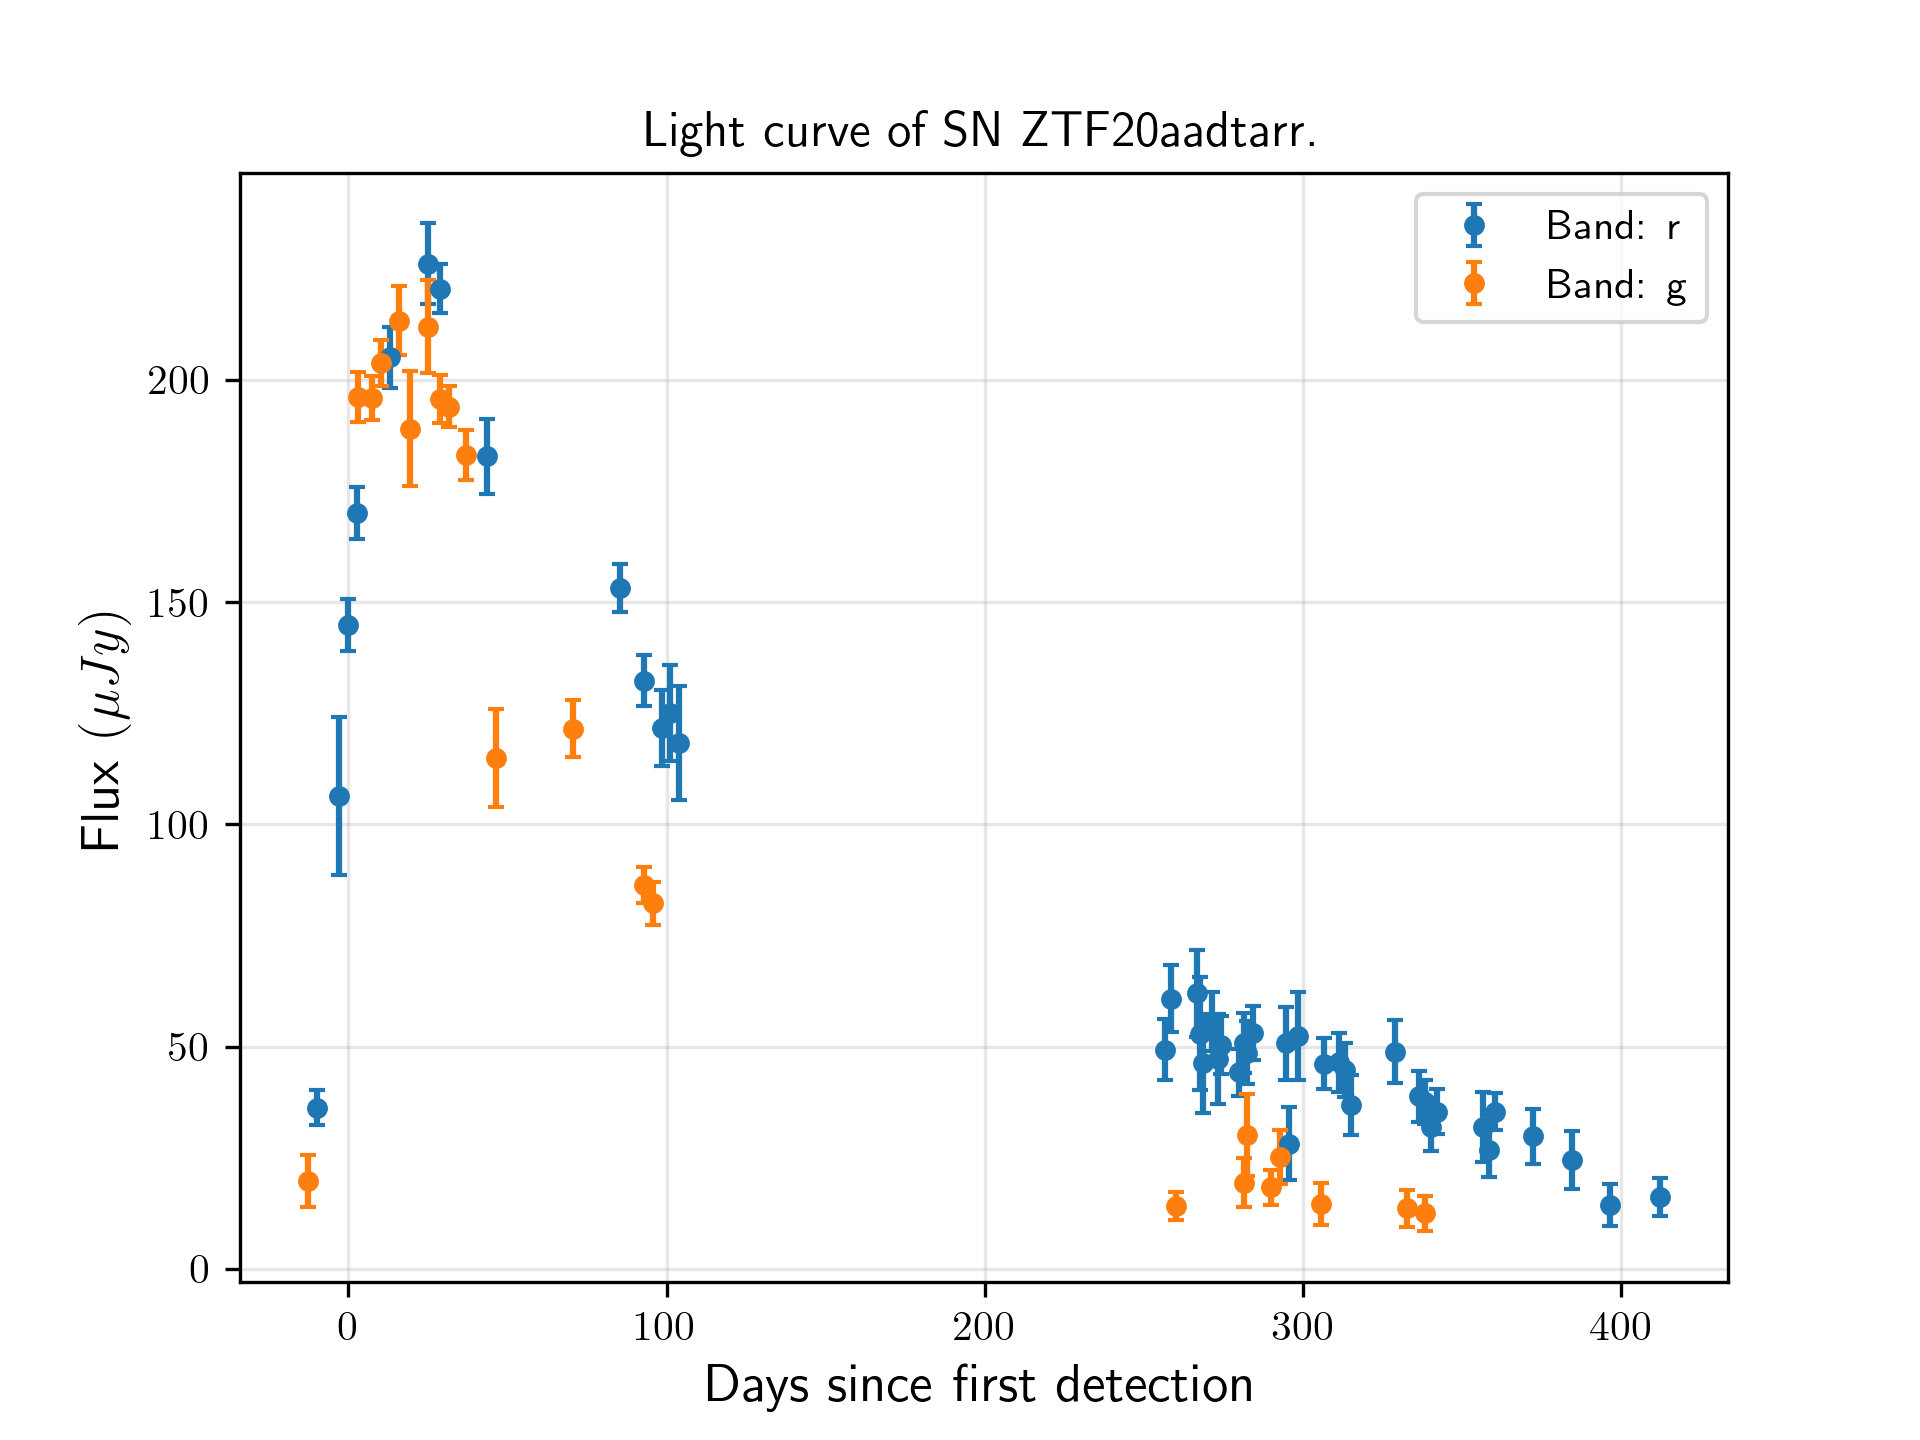 Light curve of SN ZTF20aadtarr.
Band: r
Band: g
200
150
100
50
0
Flux (μJy)
0 100 200 300 400
Days since first detection